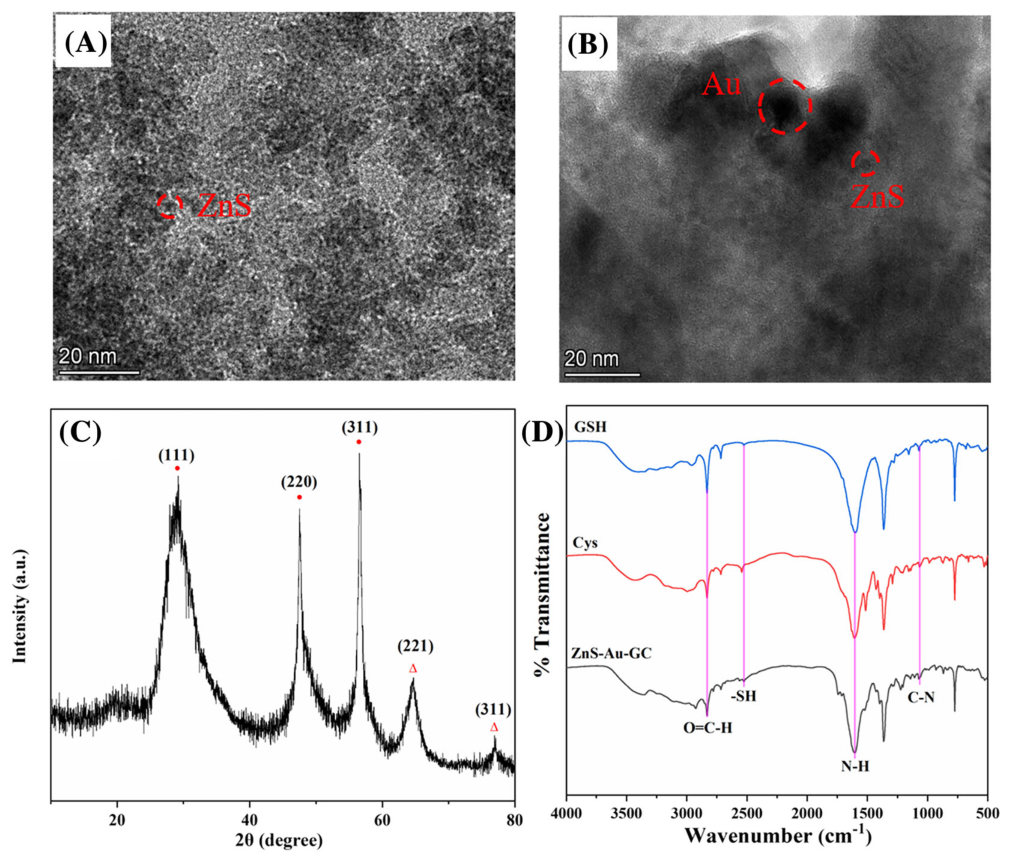 (A)
ZnS
20 nm
(B)
Au
ZnS
20 nm
(C)
(111)
(220)
(311)
(221)
Δ
(311)
Δ
Intensity (a.u.)
20
40
60
80
2θ (degree)
(D)
GSH
Cys
ZnS-Au-GC
O=C-H
-SH
N-H
C-N
% Transmittance
4000
3500
3000
2500
2000
1500
1000
500
Wavenumber (cm⁻¹)